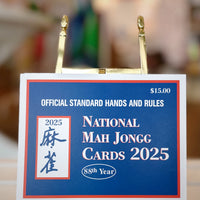 $15.00
OFFICIAL STANDARD HANDS AND RULES
2025
麻
雀
NATIONAL
MAH JONGG
CARDS 2025
88th Year